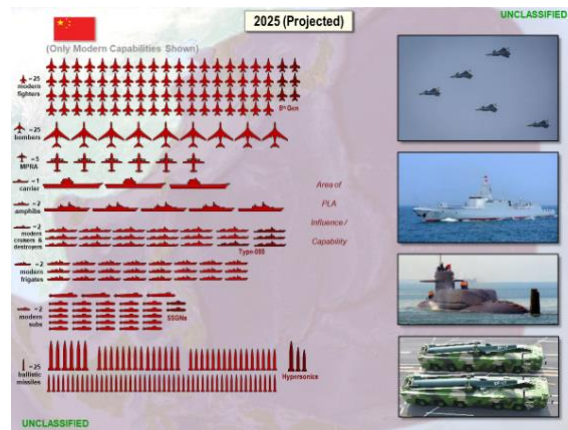 UNCLASSIFIED
2025 (Projected)
(Only Modern Capabilities Shown)
= 25
modern
fighters
5th Gen
= 25
bombers
= 5
MPRA
= 1
carrier
= 2
amphibs
= 2
modern
cruisers &
destroyers
Type-055
= 2
modern
frigates
= 2
modern
subs
SSGNs
= 25
ballistic
missiles
Hypersonics
Area of
PLA
Influence /
Capability
UNCLASSIFIED